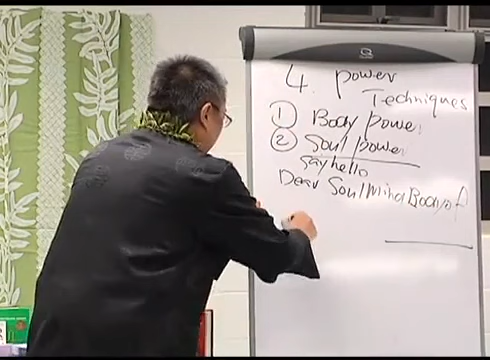 4. power
Techniques
① Body power
② Soul power
say hello
Dear Soul Mind Body of